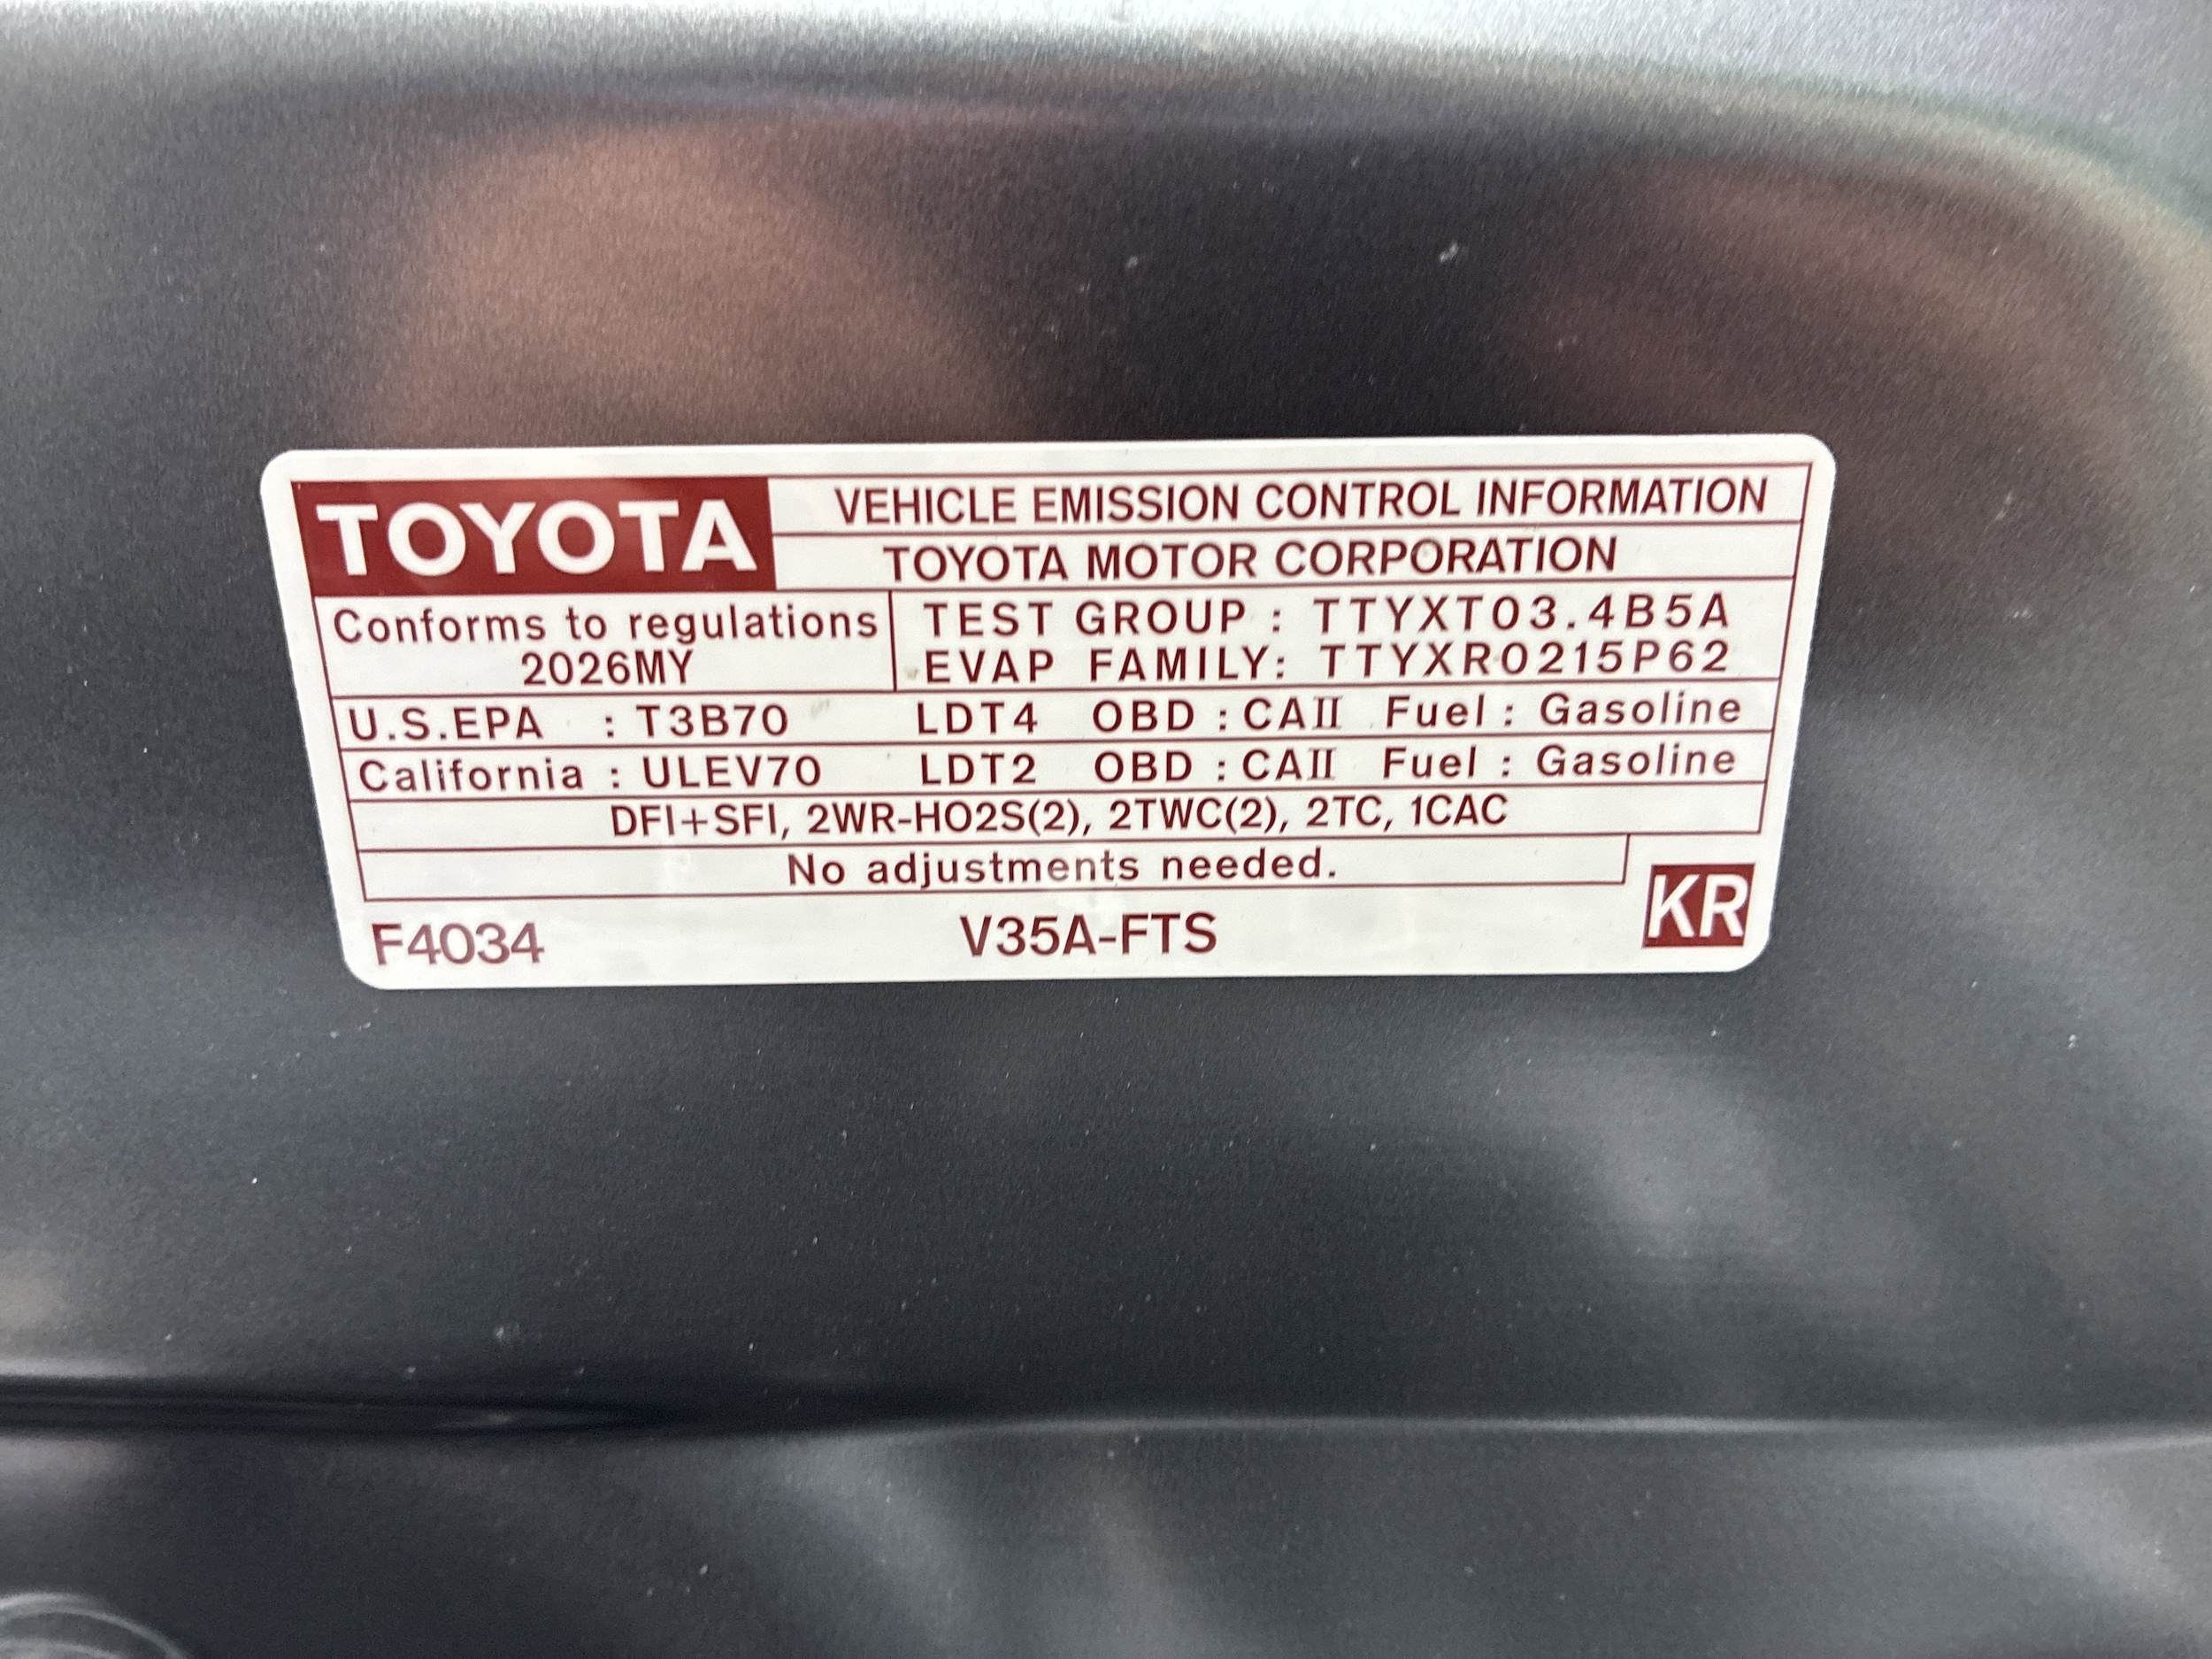 TOYOTA
VEHICLE EMISSION CONTROL INFORMATION
TOYOTA MOTOR CORPORATION
Conforms to regulations
2026MY
TEST GROUP : TTYXT03.4B5A
EVAP FAMILY: TTYXR0215P62
U.S.EPA : T3B70 LDT4 OBD : CAII Fuel : Gasoline
California : ULEV70 LDT2 OBD : CAII Fuel : Gasoline
DFI+SFI, 2WR-HO2S(2), 2TWC(2), 2TC, 1CAC
No adjustments needed.
F4034 V35A-FTS KR